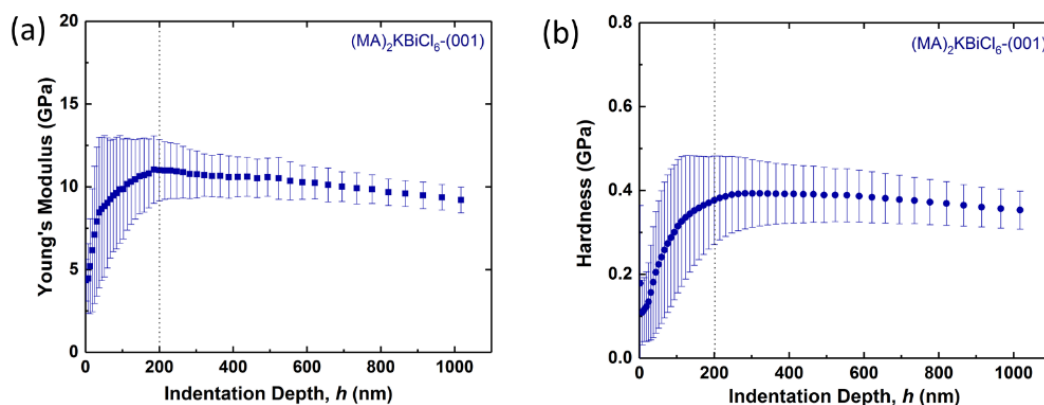 (a)
(MA)₂KBiCl₆-(001)
Young's Modulus (GPa)
20
15
10
5
0
0 200 400 600 800 1000
Indentation Depth, h (nm)
(b)
(MA)₂KBiCl₆-(001)
Hardness (GPa)
0.8
0.6
0.4
0.2
0.0
0 200 400 600 800 1000
Indentation Depth, h (nm)